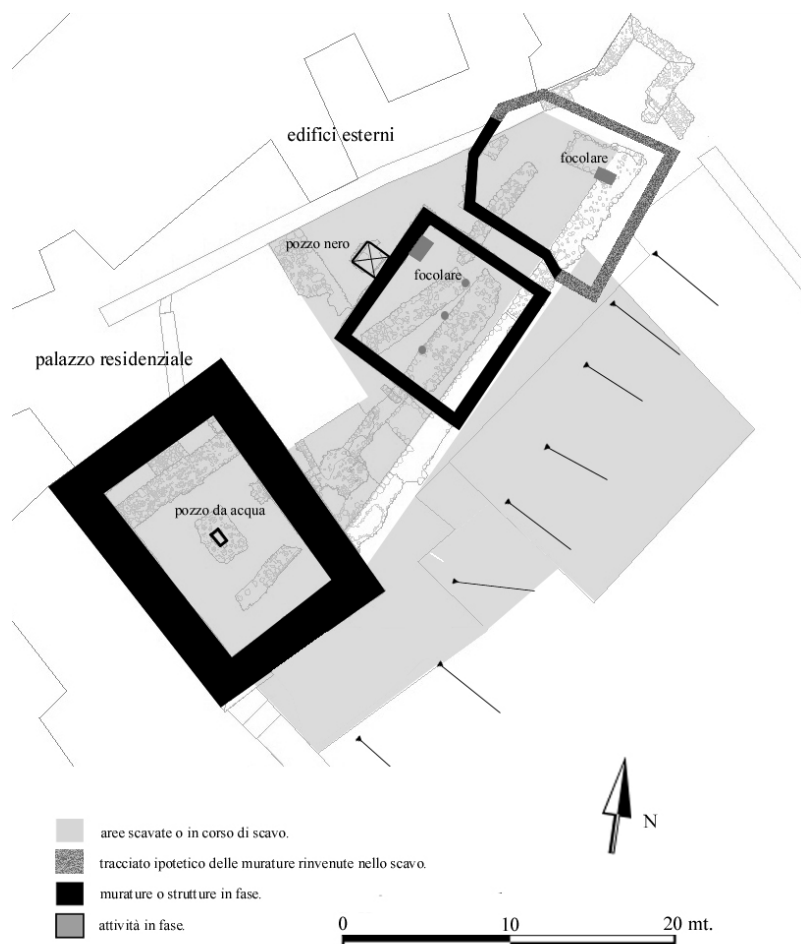 edifici esterni
focolare
pozzo nero
focolare
palazzo residenziale
pozzo da acqua
N
aree scavate o in corso di scavo.
tracciato ipotetico delle murature rinvenute nello scavo.
murature o strutture in fase.
attività in fase.
0 10 20 mt.